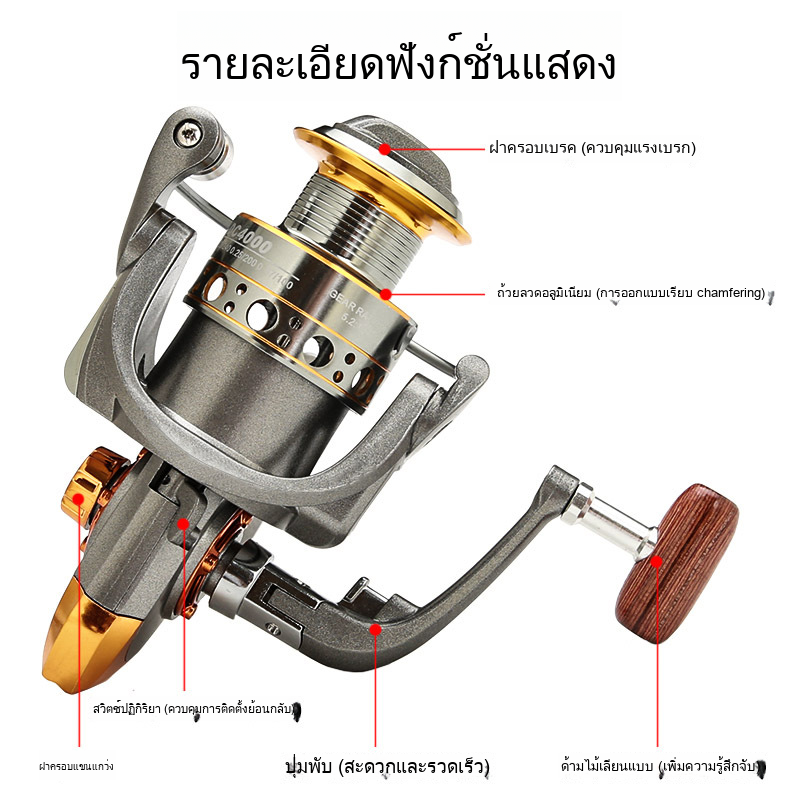 รายละเอียดฟังก์ชั่นแสดง
ฝาครอบเบรค (ควบคุมแรงเบรก)
4000
GEAR R
5.2
ถ้วยลวดอลูมิเนียม (การออกแบบเรียบ chamfering)
สวิตช์ปฏิกิริยา (ควบคุมการติดตั้งย้อนกลับ)
ฝาครอบแขนแกว่ง
ปุ่มพับ (สะดวกและรวดเร็ว)
ด้ามไม้เลียนแบบ (เพิ่มความรู้สึกจับ)